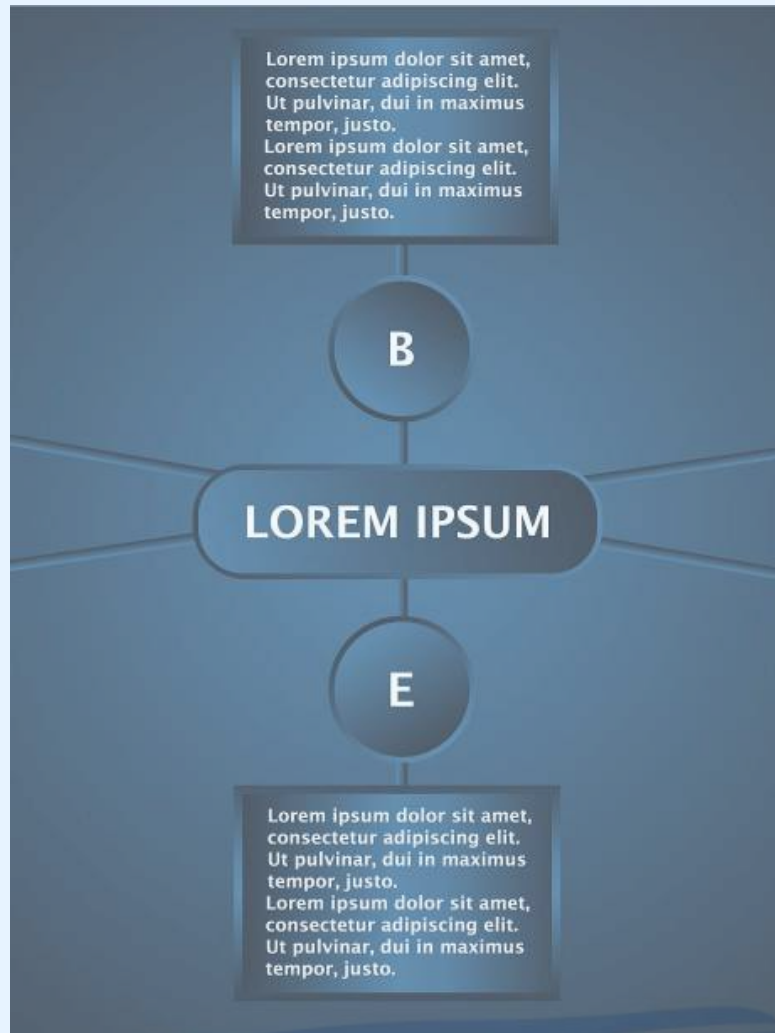 Lorem ipsum dolor sit amet,
consectetur adipiscing elit.
Ut pulvinar, dui in maximus
tempor, justo.
Lorem ipsum dolor sit amet,
consectetur adipiscing elit.
Ut pulvinar, dui in maximus
tempor, justo.
B
LOREM IPSUM
E
Lorem ipsum dolor sit amet,
consectetur adipiscing elit.
Ut pulvinar, dui in maximus
tempor, justo.
Lorem ipsum dolor sit amet,
consectetur adipiscing elit.
Ut pulvinar, dui in maximus
tempor, justo.